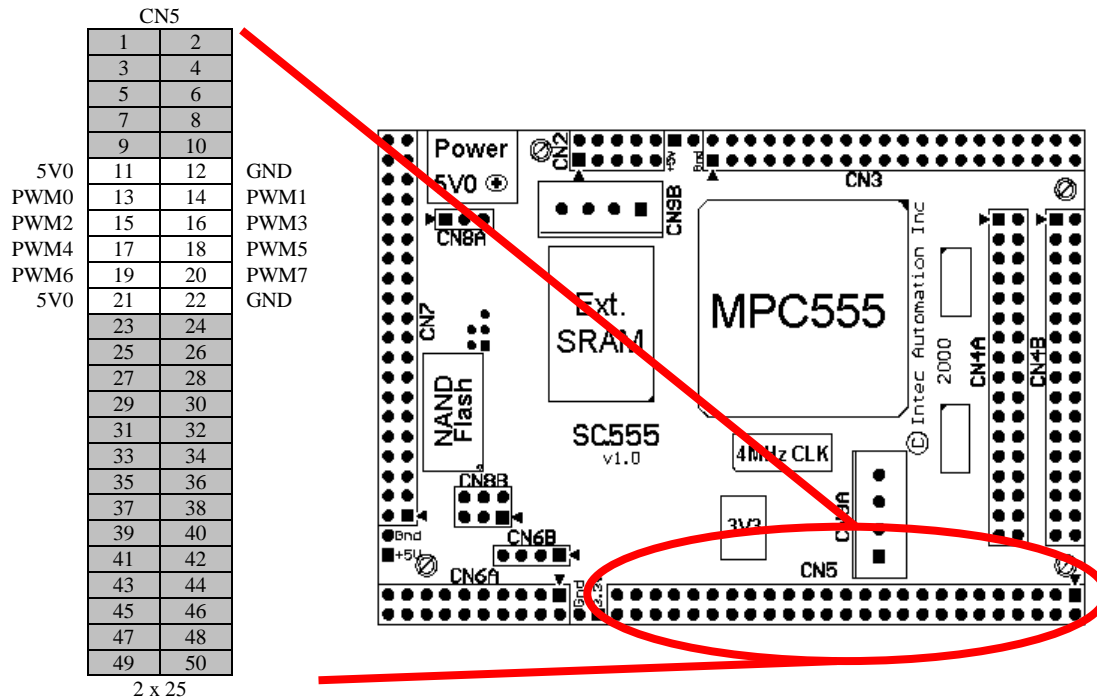 CN5
1 2
3 4
5 6
7 8
9 10
5V0 11 12 GND
PWM0 13 14 PWM1
PWM2 15 16 PWM3
PWM4 17 18 PWM5
PWM6 19 20 PWM7
5V0 21 22 GND
23 24
25 26
27 28
29 30
31 32
33 34
35 36
37 38
39 40
41 42
43 44
45 46
47 48
49 50
2 x 25
Power
5V0
CN2
+5v
Gnd
CN3
CN8A
CN9B
CN7
Ext.
SRAM
MPC555
© Intec Automation Inc
2000
CN4A
CN4B
NAND
Flash
SC555
v1.0
4MHz CLK
CN8B
3V3
CN9A
Gnd
+5V
CN6B
CN6A
CN5
Gnd